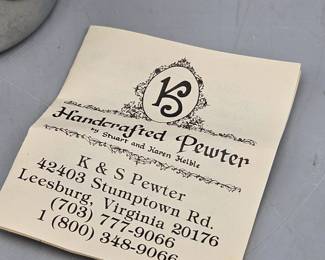 KS
Handcrafted Pewter
by Stuart and Karen Helble
K & S Pewter
42403 Stumptown Rd.
Leesburg, Virginia 20176
(703) 777-9066
1 (800) 348-9066